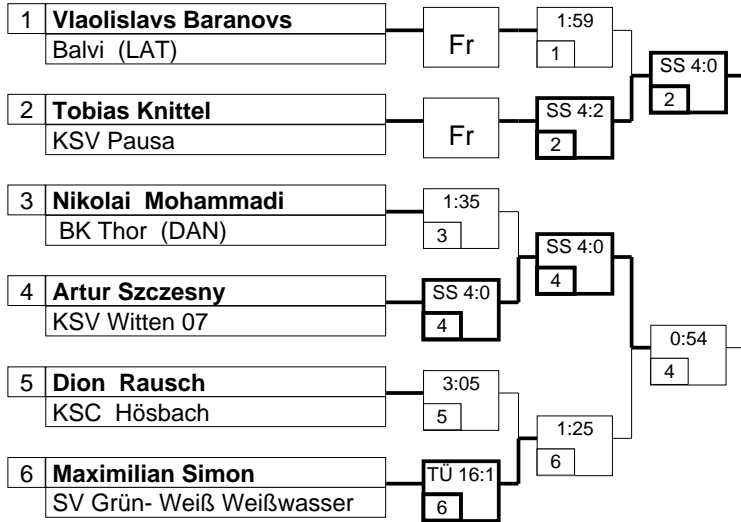 1 Vlaolislavs Baranovs
Balvi (LAT)
Fr
1:59
1
SS 4:0
2
2 Tobias Knittel
KSV Pausa
Fr
SS 4:2
2
3 Nikolai Mohammadi
BK Thor (DAN)
1:35
3
SS 4:0
4
4 Artur Szczesny
KSV Witten 07
SS 4:0
4
0:54
4
5 Dion Rausch
KSC Hösbach
3:05
5
1:25
6
6 Maximilian Simon
SV Grün- Weiß Weißwasser
TÜ 16:1
6